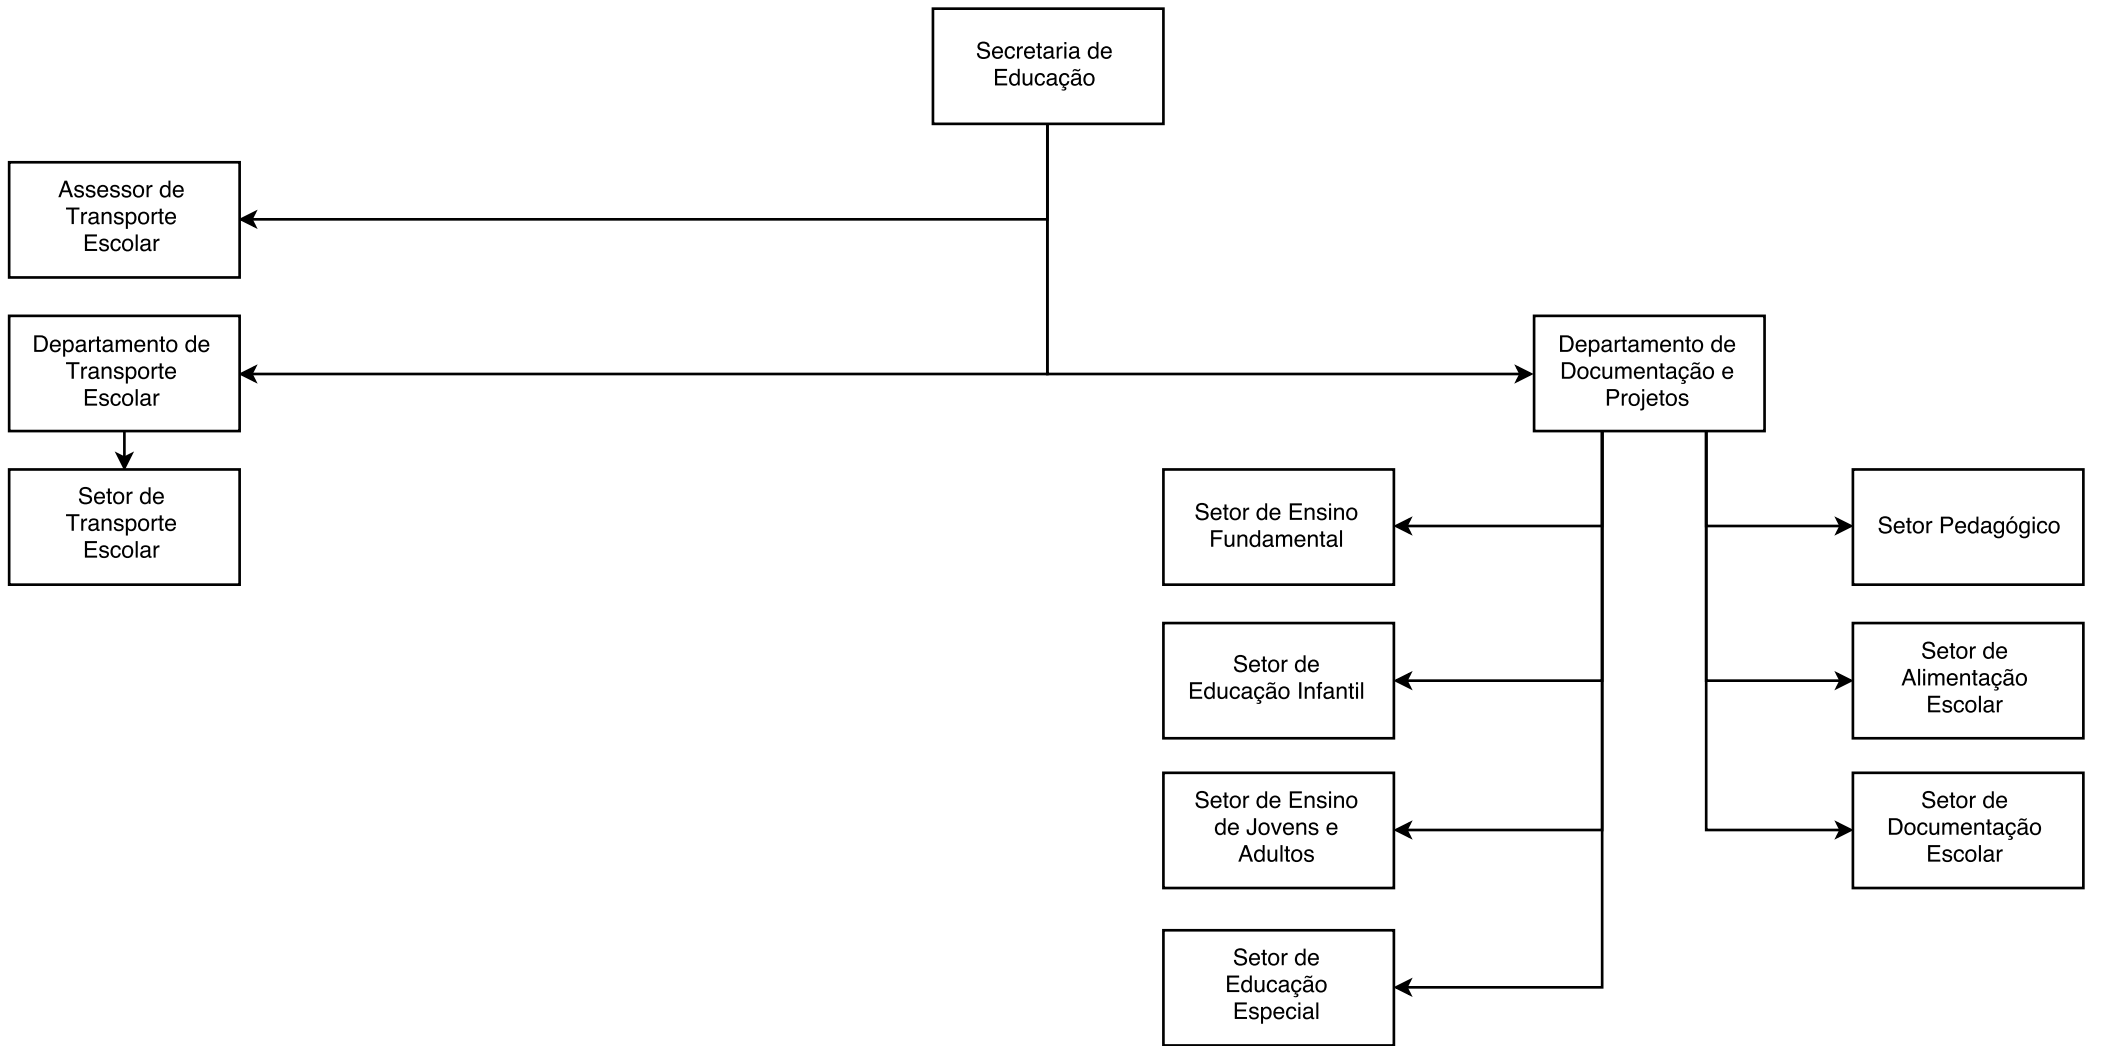 Secretaria de
Educação
Assessor de
Transporte
Escolar
Departamento de
Transporte
Escolar
Departamento de
Documentação e
Projetos
Setor de
Transporte
Escolar
Setor de Ensino
Fundamental
Setor Pedagógico
Setor de
Educação Infantil
Setor de
Alimentação
Escolar
Setor de Ensino
de Jovens e
Adultos
Setor de
Documentação
Escolar
Setor de
Educação
Especial